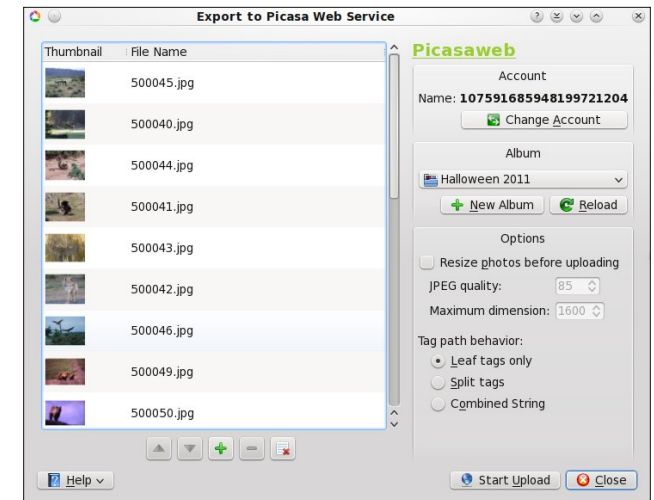 Export to Picasa Web Service
Thumbnail File Name
500045.jpg
500040.jpg
500044.jpg
500041.jpg
500043.jpg
500042.jpg
500046.jpg
500049.jpg
500050.jpg
Help
Picasaweb
Account
Name: 107591685948199721204
Change Account
Album
Halloween 2011
New Album Reload
Options
Resize photos before uploading
JPEG quality: 85
Maximum dimension: 1600
Tag path behavior:
Leaf tags only
Split tags
Combined String
Start Upload Close